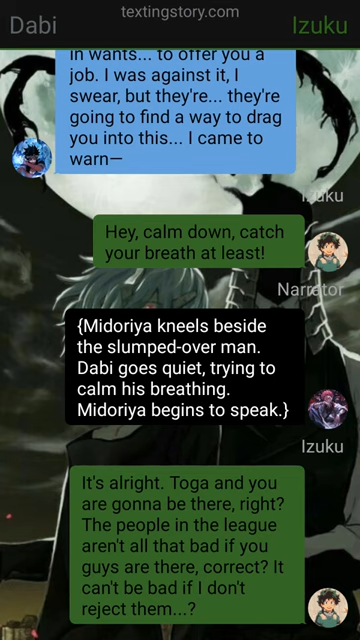 textingstory.com
Dabi
Izuku
in wants... to offer you a
job. I was against it, I
swear, but they're... they're
going to find a way to drag
you into this... I came to
warn—
Izuku
Hey, calm down, catch
your breath at least!
Narrator
{Midoriya kneels beside
the slumped-over man.
Dabi goes quiet, trying to
calm his breathing.
Midoriya begins to speak.}
Izuku
It's alright. Toga and you
are gonna be there, right?
The people in the league
aren't all that bad if you
guys are there, correct? It
can't be bad if I don't
reject them...?